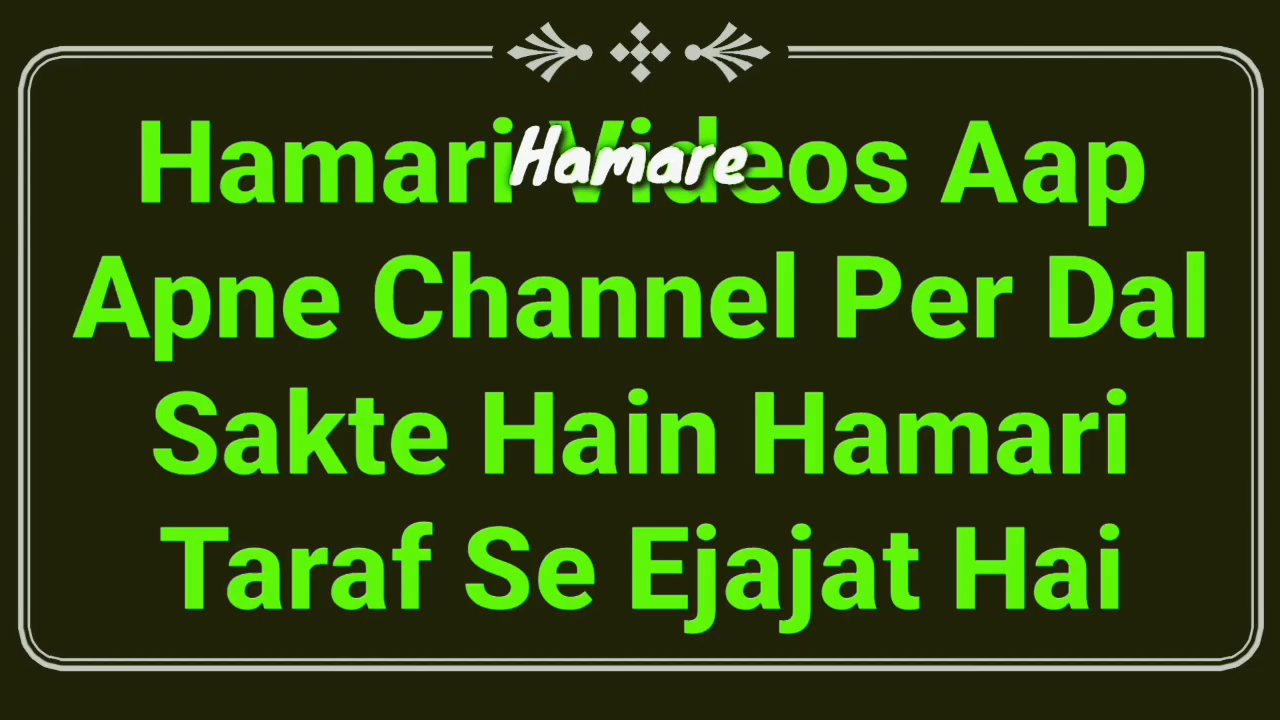 Hamari Videos Aap
Hamare
Apne Channel Per Dal
Sakte Hain Hamari
Taraf Se Ejajat Hai